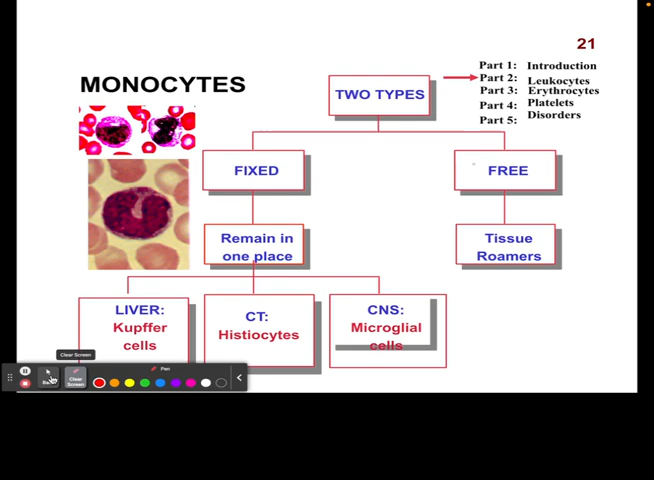 21
Part 1: Introduction
Part 2: Leukocytes
Part 3: Erythrocytes
Part 4: Platelets
Part 5: Disorders
MONOCYTES
TWO TYPES
FIXED
FREE
Remain in
one place
Tissue
Roamers
LIVER:
Kupffer
cells
CT:
Histiocytes
CNS:
Microglial
cells
Clear Screen
Pen
Clear
Screen